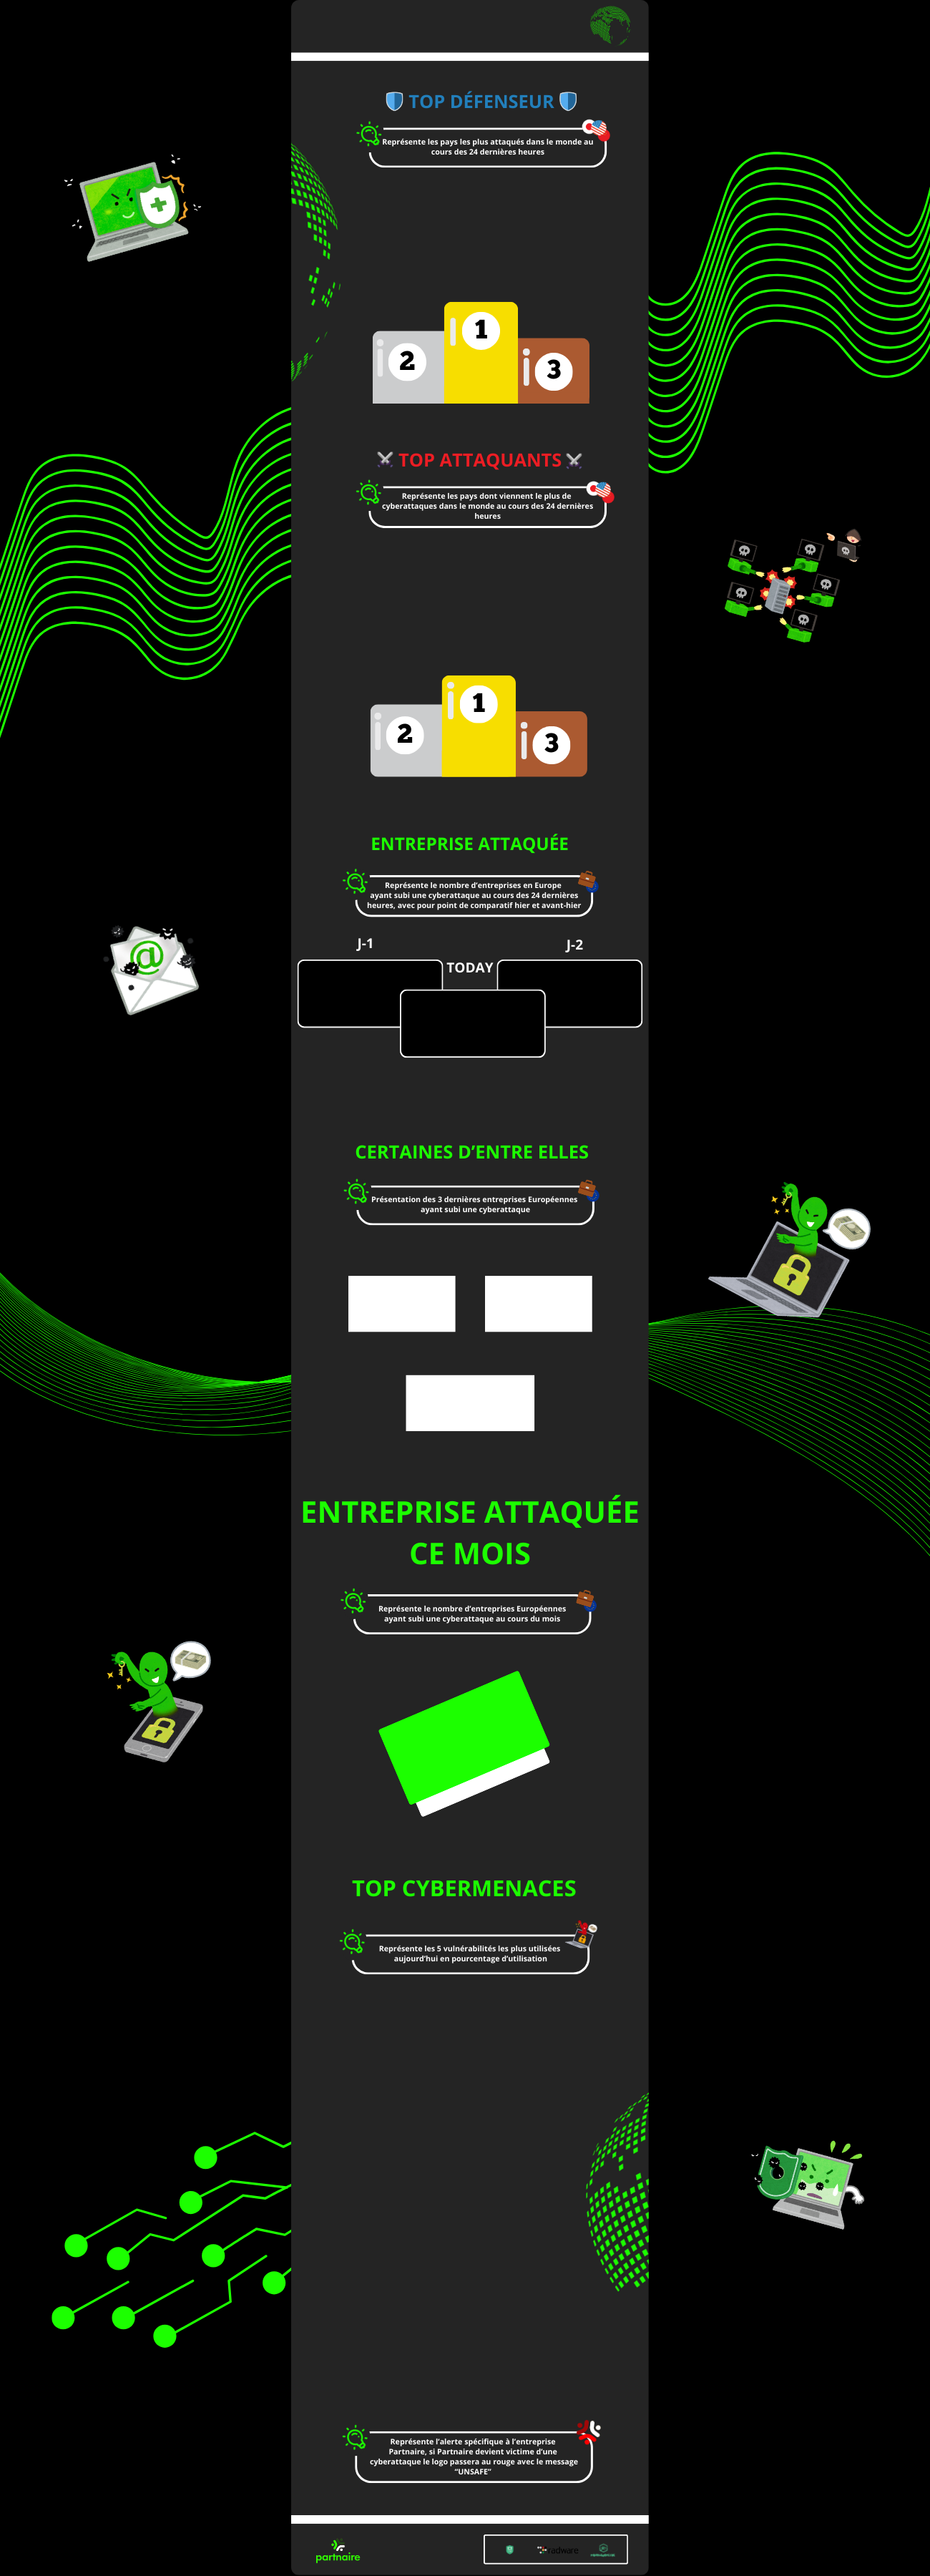 TOP DÉFENSEUR
Représente les pays les plus attaqués dans le monde au
cours des 24 dernières heures
1
2
3
TOP ATTAQUANTS
Représente les pays dont viennent le plus de
cyberattaques dans le monde au cours des 24 dernières
heures
1
2
3
ENTREPRISE ATTAQUÉE
Représente le nombre d'entreprises en Europe
ayant subi une cyberattaque au cours des 24 dernières
heures, avec pour point de comparatif hier et avant-hier
J-1
J-2
TODAY
CERTAINES D'ENTRE ELLES
Présentation des 3 dernières entreprises Européennes
ayant subi une cyberattaque
ENTREPRISE ATTAQUÉE
CE MOIS
Représente le nombre d'entreprises Européennes
ayant subi une cyberattaque au cours du mois
TOP CYBERMENACES
Représente les 5 vulnérabilités les plus utilisées
aujourd'hui en pourcentage d'utilisation
Représente l'alerte spécifique à l'entreprise
Partnaire, si Partnaire devient victime d'une
cyberattaque le logo passera au rouge avec le message
"UNSAFE"
partnaire
radware